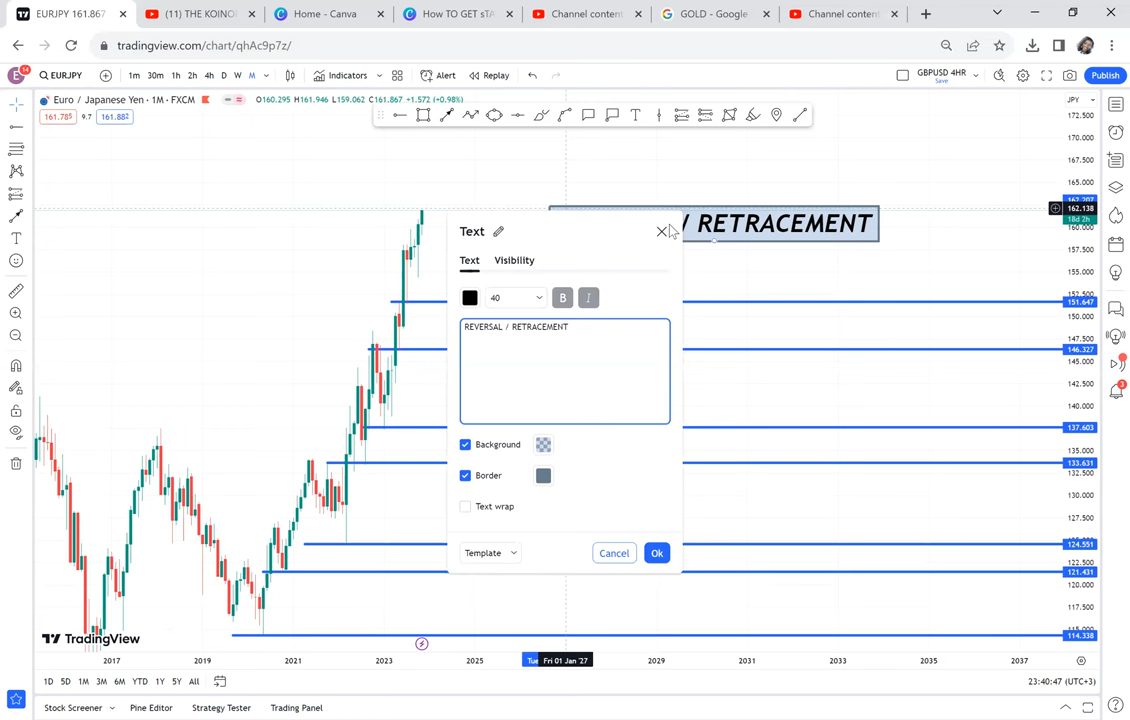 EURJPY 161.867
(11) THE KOINO
Home - Canva
How TO GET sTA
Channel content
GOLD - Google
Channel content
tradingview.com/chart/qhAc9p7z/
E
14
EURJPY
1m 30m 1h 2h 4h D W M
Indicators
Alert
Replay
GBPUSD 4HR
Save
Publish
Euro / Japanese Yen · 1M · FXCM
O160.295 H161.946 L159.062 C161.867 +1.572 (+0.98%)
JPY
161.785 9.7 161.882
172.500
170.000
167.500
165.000
162.207
162.138
18d 2h
160.000
157.500
155.000
152.500
151.647
150.000
147.500
146.327
145.000
142.500
140.000
137.603
135.000
133.631
130.000
127.500
124.551
121.431
120.000
117.500
115.000
114.338
/ RETRACEMENT
Text
Text Visibility
40
B
I
REVERSAL / RETRACEMENT
Background
Border
Text wrap
Template
Cancel
Ok
TradingView
2017 2019 2021 2023 2025 Tue Fri 01 Jan '27 2029 2031 2033 2035 2037
1D 5D 1M 3M 6M YTD 1Y 5Y All
23:40:47 (UTC+3)
3
Stock Screener
Pine Editor
Strategy Tester
Trading Panel